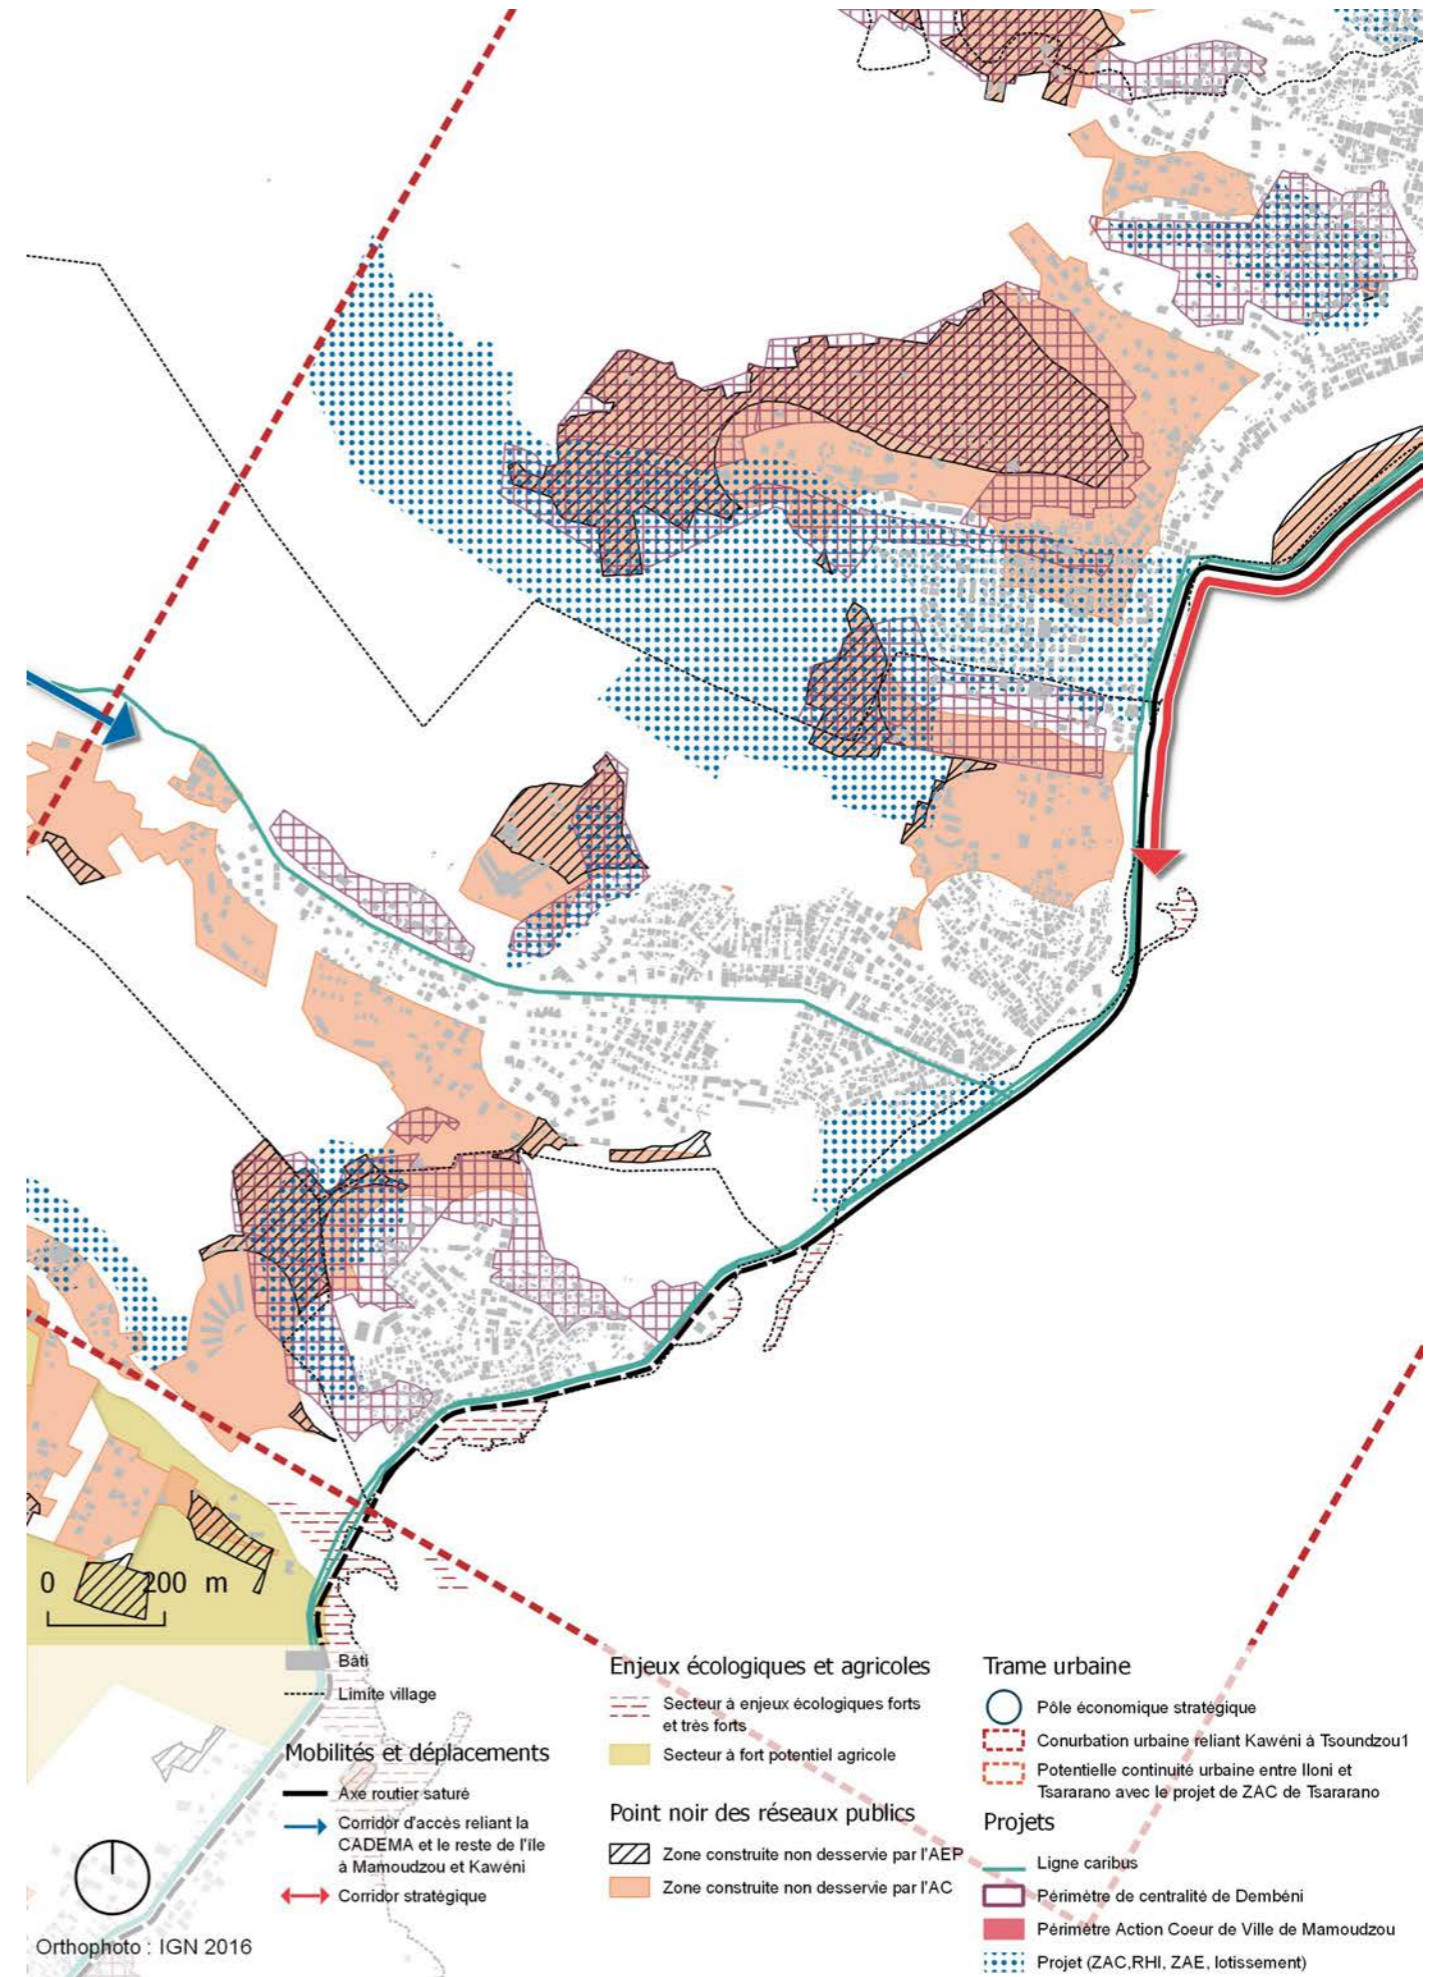 0 200 m
Bâti
Limite village
Mobilités et déplacements
Axe routier saturé
Corridor d'accès reliant la
CADEMA et le reste de l'île
à Mamoudzou et Kawéni
Corridor stratégique
Orthophoto : IGN 2016
Enjeux écologiques et agricoles
Secteur à enjeux écologiques forts
et très forts
Secteur à fort potentiel agricole
Point noir des réseaux publics
Zone construite non desservie par l'AEP
Zone construite non desservie par l'AC
Trame urbaine
Pôle économique stratégique
Conurbation urbaine reliant Kawéni à Tsoundzou1
Potentielle continuité urbaine entre Iloni et
Tsararano avec le projet de ZAC de Tsararano
Projets
Ligne caribus
Périmètre de centralité de Dembéni
Périmètre Action Coeur de Ville de Mamoudzou
Projet (ZAC,RHI, ZAE, lotissement)